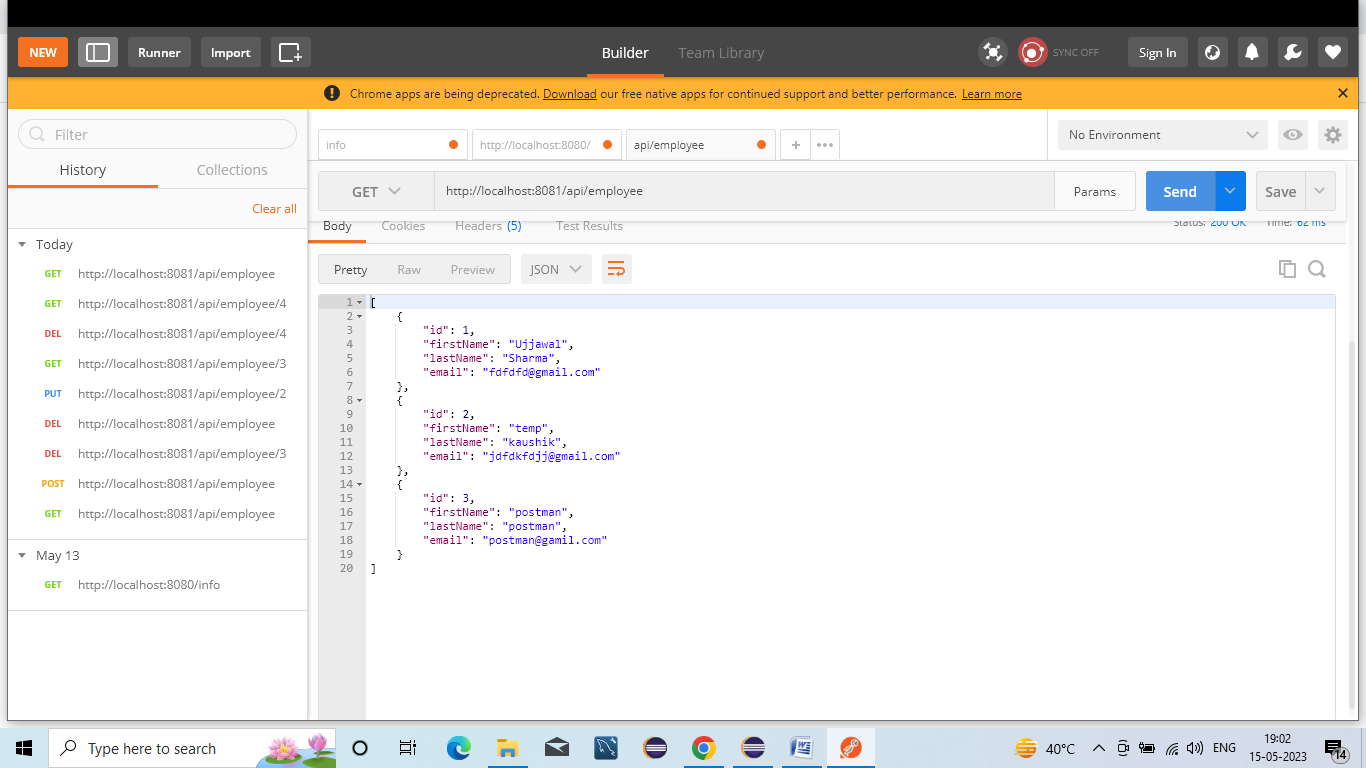 NEW Runner Import Builder Team Library SYNC OFF Sign In
Chrome apps are being deprecated. Download our free native apps for continued support and better performance. Learn more
Filter
History Collections
Clear all
Today
GET http://localhost:8081/api/employee
GET http://localhost:8081/api/employee/4
DEL http://localhost:8081/api/employee/4
GET http://localhost:8081/api/employee/3
PUT http://localhost:8081/api/employee/2
DEL http://localhost:8081/api/employee
DEL http://localhost:8081/api/employee/3
POST http://localhost:8081/api/employee
GET http://localhost:8081/api/employee
May 13
GET http://localhost:8080/info
info http://localhost:8080/ api/employee + ••• No Environment
GET http://localhost:8081/api/employee Params Send Save
Body Cookies Headers (5) Test Results Status: 200 OK Time: 62 ms
Pretty Raw Preview JSON
1 [
2 {
3 "id": 1,
4 "firstName": "Ujjawal",
5 "lastName": "Sharma",
6 "email": "fdfdfd@gmail.com"
7 },
8 {
9 "id": 2,
10 "firstName": "temp",
11 "lastName": "kaushik",
12 "email": "jdfdkfdjj@gmail.com"
13 },
14 {
15 "id": 3,
16 "firstName": "postman",
17 "lastName": "postman",
18 "email": "postman@gamil.com"
19 }
20 ]
Type here to search 40°C ENG 19:02
15-05-2023 14